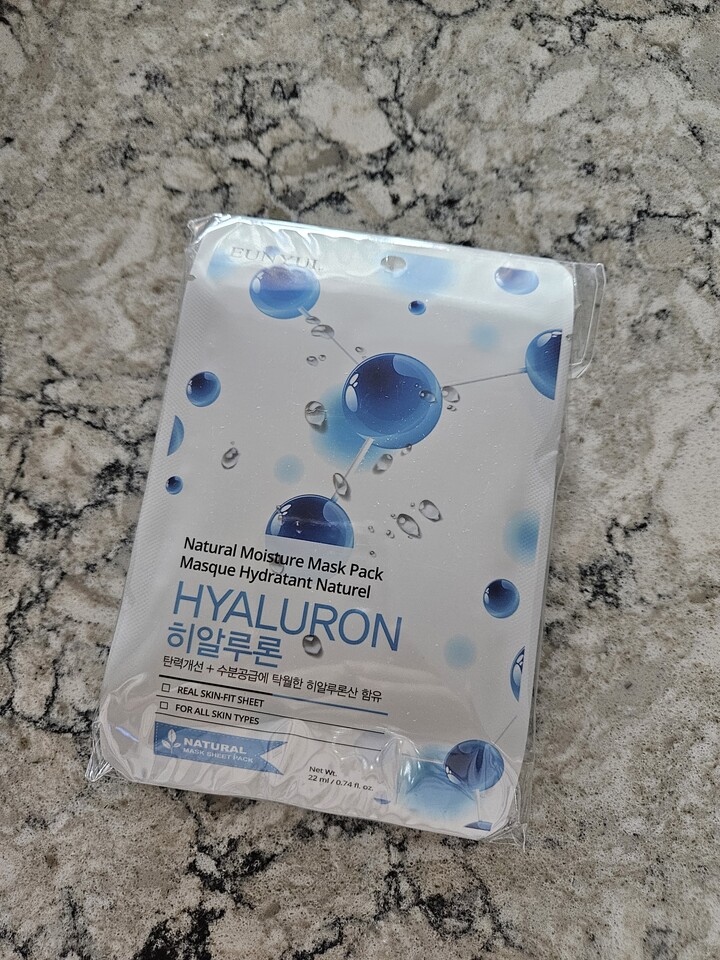 EUNYUL
Natural Moisture Mask Pack
Masque Hydratant Naturel
HYALURON
히알루론
탄력개선 + 수분공급에 탁월한 히알루론산 함유
REAL SKIN-FIT SHEET
FOR ALL SKIN TYPES
NATURAL
MASK SHEET PACK
Net Wt.
22 ml / 0.74 fl. oz.